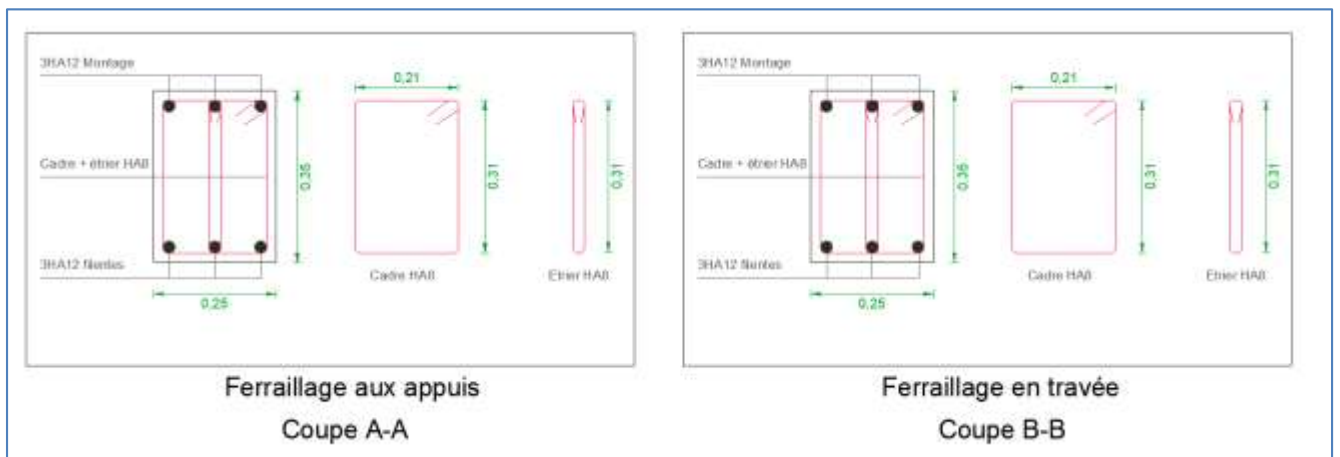 3HA12 Montage
0,21
Cadre + étrier HA8
0,35
0,31
0,31
3HA12 filentes
Cadre HA8
Etrier HA8
0,25
Ferraillage aux appuis
Coupe A-A
3HA12 Montage
0,21
Cadre + étrier HA8
0,35
0,31
0,31
3HA12 filentes
Cadre HA8
Etrier HA8
0,25
Ferraillage en travée
Coupe B-B